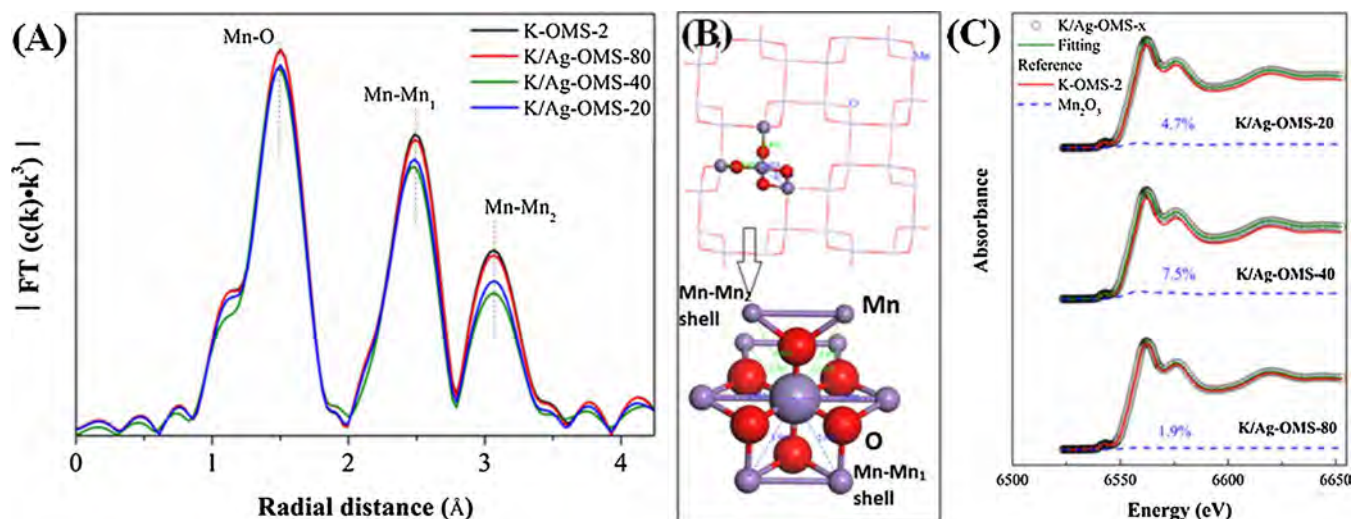 (A)
Mn-O
Mn-Mn1
Mn-Mn2
K-OMS-2
K/Ag-OMS-80
K/Ag-OMS-40
K/Ag-OMS-20
| FT (c(k)•k3) |
0 1 2 3 4
Radial distance (Å)
(B)
Mn
O
Mn-Mn2
shell
Mn
O
Mn-Mn1
shell
(C)
K/Ag-OMS-x
Fitting
Reference
K-OMS-2
Mn2O3
4.7%
K/Ag-OMS-20
7.5%
K/Ag-OMS-40
1.9%
K/Ag-OMS-80
Absorbance
6500 6550 6600 6650
Energy (eV)